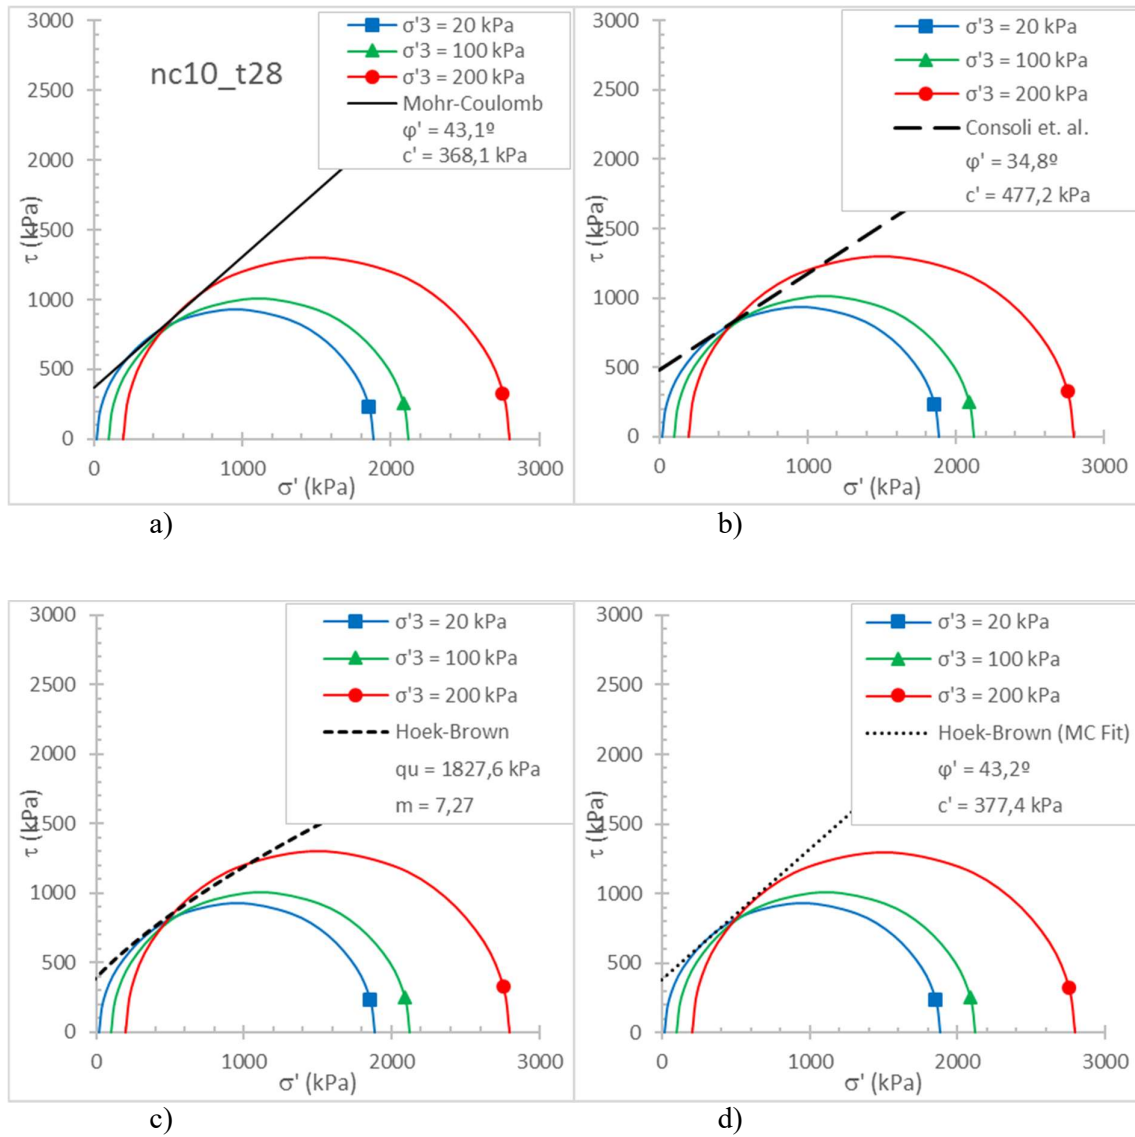 3000
2500
2000
1500
1000
500
0
τ (kPa)
nc10_t28
σ'3 = 20 kPa
σ'3 = 100 kPa
σ'3 = 200 kPa
Mohr-Coulomb
φ' = 43,1º
c' = 368,1 kPa
0 1000 2000 3000
σ' (kPa)
a)
3000
2500
2000
1500
1000
500
0
τ (kPa)
σ'3 = 20 kPa
σ'3 = 100 kPa
σ'3 = 200 kPa
Consoli et. al.
φ' = 34,8º
c' = 477,2 kPa
0 1000 2000 3000
σ' (kPa)
b)
3000
2500
2000
1500
1000
500
0
τ (kPa)
σ'3 = 20 kPa
σ'3 = 100 kPa
σ'3 = 200 kPa
Hoek-Brown
qu = 1827,6 kPa
m = 7,27
0 1000 2000 3000
σ' (kPa)
c)
3000
2500
2000
1500
1000
500
0
τ (kPa)
σ'3 = 20 kPa
σ'3 = 100 kPa
σ'3 = 200 kPa
Hoek-Brown (MC Fit)
φ' = 43,2º
c' = 377,4 kPa
0 1000 2000 3000
σ' (kPa)
d)